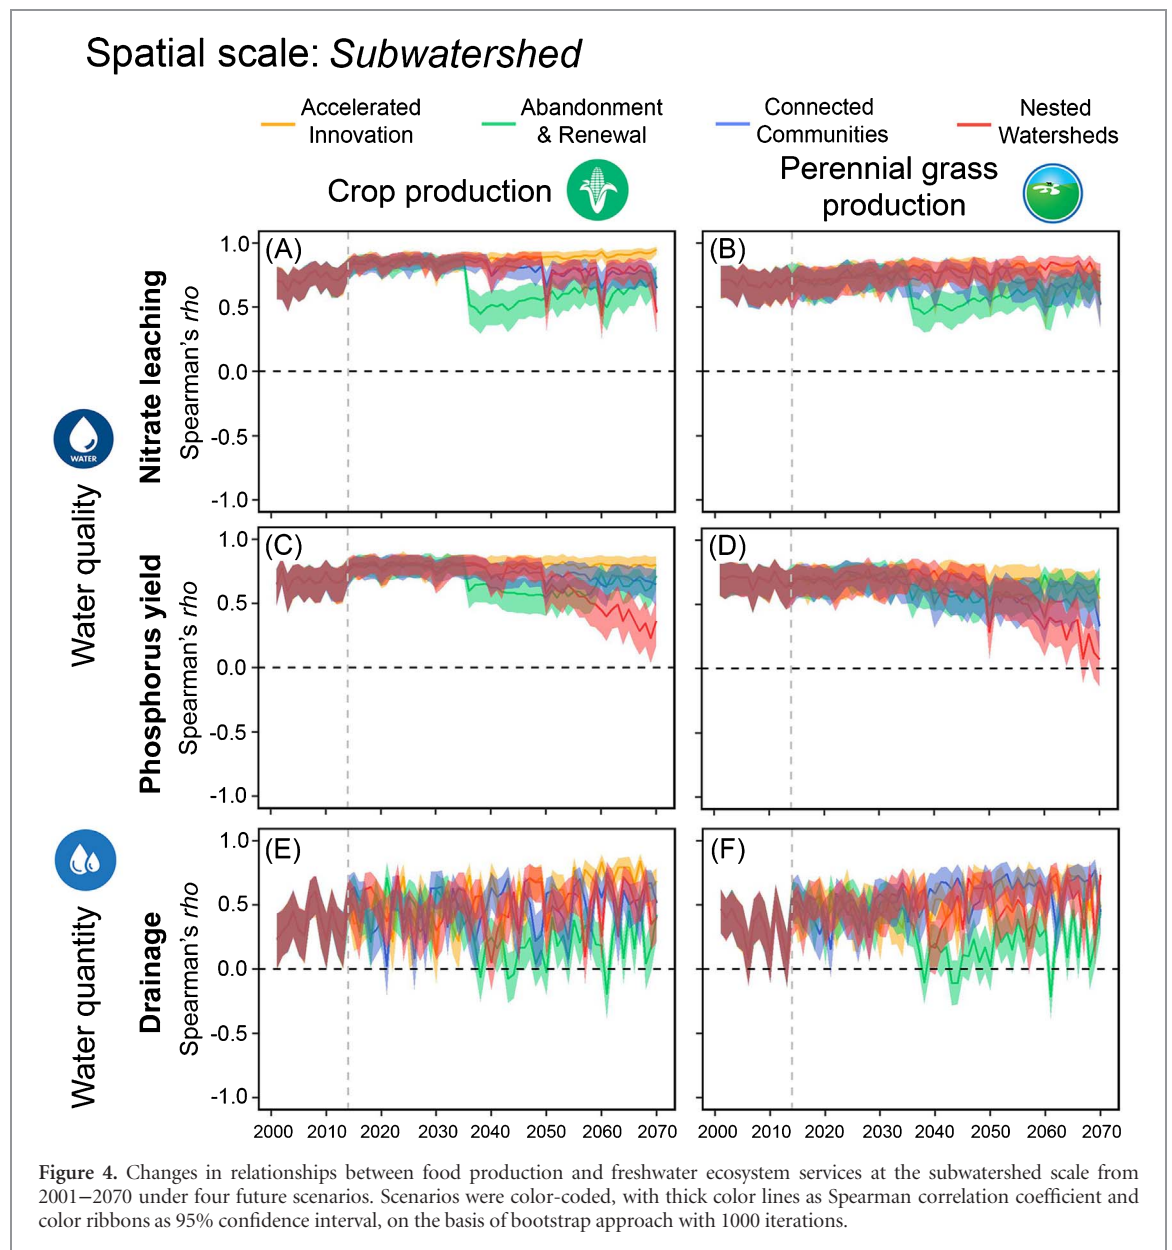 Spatial scale: Subwatershed
Accelerated
Innovation
Abandonment
& Renewal
Connected
Communities
Nested
Watersheds
Crop production
Perennial grass
production
WATER
Water quality
Nitrate leaching
Spearman's rho
(A)
1.0
0.5
0.0
-0.5
-1.0
(B)
Phosphorus yield
Spearman's rho
(C)
1.0
0.5
0.0
-0.5
-1.0
(D)
Water quantity
Drainage
Spearman's rho
(E)
1.0
0.5
0.0
-0.5
-1.0
(F)
2000 2010 2020 2030 2040 2050 2060 2070
2000 2010 2020 2030 2040 2050 2060 2070
Figure 4. Changes in relationships between food production and freshwater ecosystem services at the subwatershed scale from
2001−2070 under four future scenarios. Scenarios were color-coded, with thick color lines as Spearman correlation coefficient and
color ribbons as 95% confidence interval, on the basis of bootstrap approach with 1000 iterations.